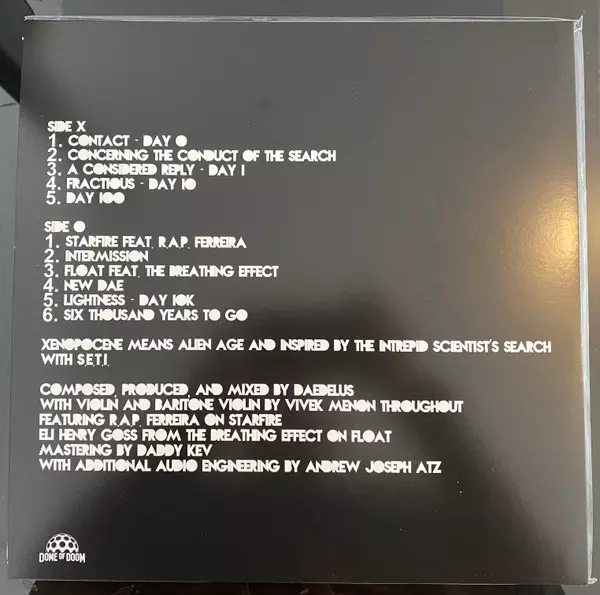 SIDE X
1. CONTACT - DAY 0
2. CONCERNING THE CONDUCT OF THE SEARCH
3. A CONSIDERED REPLY - DAY 1
4. FRACTIOUS - DAY 10
5. DAY 100
SIDE O
1. STARFIRE FEAT. R.A.P. FERREIRA
2. INTERMISSION
3. FLOAT FEAT. THE BREATHING EFFECT
4. NEW DAE
5. LIGHTNESS - DAY 10K
6. SIX THOUSAND YEARS TO GO
XENOPOCENE MEANS ALIEN AGE AND INSPIRED BY THE INTREPID SCIENTIST'S SEARCH
WITH S.E.T.I.
COMPOSED, PRODUCED, AND MIXED BY DAEDELUS
WITH VIOLIN AND BARITONE VIOLIN BY VIVEK MENON THROUGHOUT
FEATURING R.A.P. FERREIRA ON STARFIRE
ELI HENRY GOSS FROM THE BREATHING EFFECT ON FLOAT
MASTERING BY DADDY KEV
WITH ADDITIONAL AUDIO ENGINEERING BY ANDREW JOSEPH ATZ
DOME OF DOOM